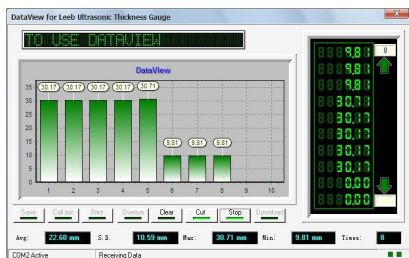 DataView for Leeb Ultrasonic Thickness Gauge
TO USE DATAVIEW
DataView
35
30
25
20
15
10
5
0
30.17 30.17 30.17 30.17 30.71 9.81 9.81 9.81
1 2 3 4 5 6 7 8 9 10
9.81
9.81
9.81
30.71
30.17
30.17
30.17
30.17
0.00
0.00
8
Save Call out Print Overrun Clear Cut Stop Download
Avg: 22.60 mm S.D. 10.59 mm Max: 30.71 mm Min: 9.81 mm Times: 8
COM2 Active Receiving Data